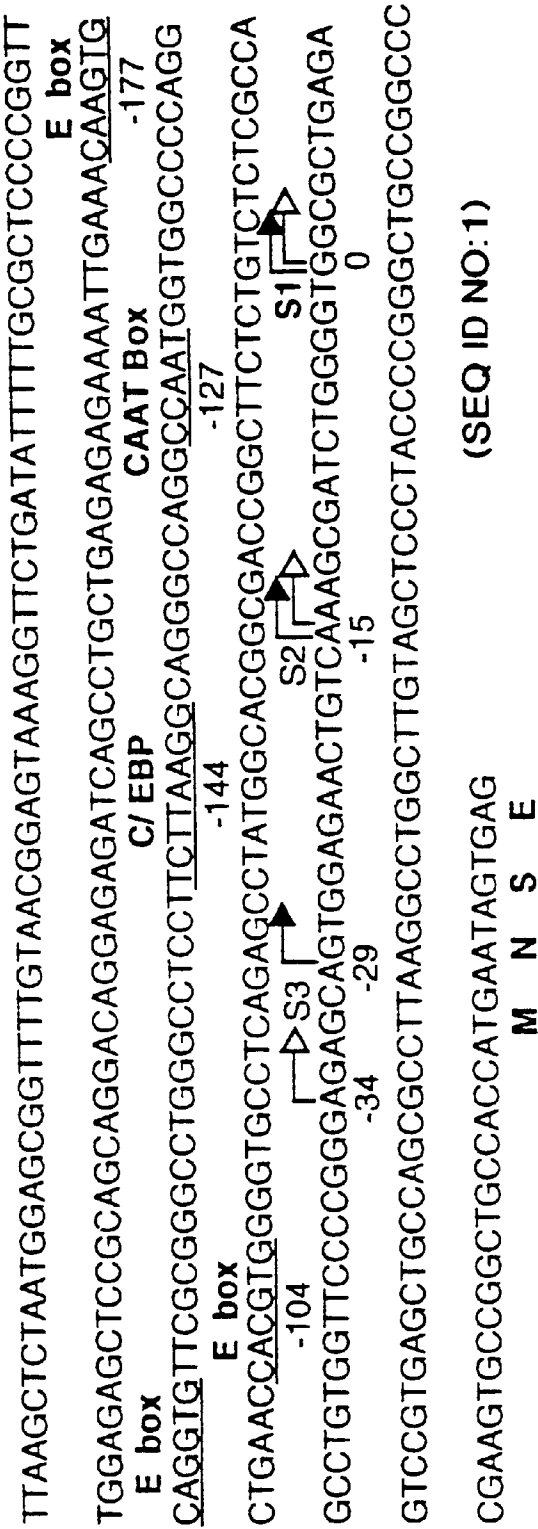 TTAAGCTCTAATGGAGCGGTTTTGTAACGGAGTAAAGGTTCTGATATTTTTGCGCTCCCCGGTT
E box
TGGAGAGCTCCGCAGCAGGACAGGAGAGATCAGCCTGCTGAGAGAGAAAATTGAAACAAGTG
E box C/EBP CAAT Box -177
CAGGTGTTCGCGGGCCTGGGCCTCCTTCTTAAGGCAGGGCCAGGCCAATGGTGGCCCCAGG
-144 -127
E box
CTGAACCACGTGGGGTGCCTCAGAGCCTATGGCACGGCGACCGGCTTCTCTGTCTCTCGCCA
-104 S3 S2 S1
GCCTGTGGTTCCCCGGGAGAGCAGTGGAGAACTGTCAAAGCGATCTGGGGTGGCGCTGAGA
-34 -29 -15 0
GTCCGTGAGCTGCCAGCGCCTTAAGGCCTGGCTTGTAGCTCCCTACCCCGGGCTGCCGGCCC
CGAAGTGCCGGCTGCCACCATGAATAGTGAG (SEQ ID NO:1)
M N S E